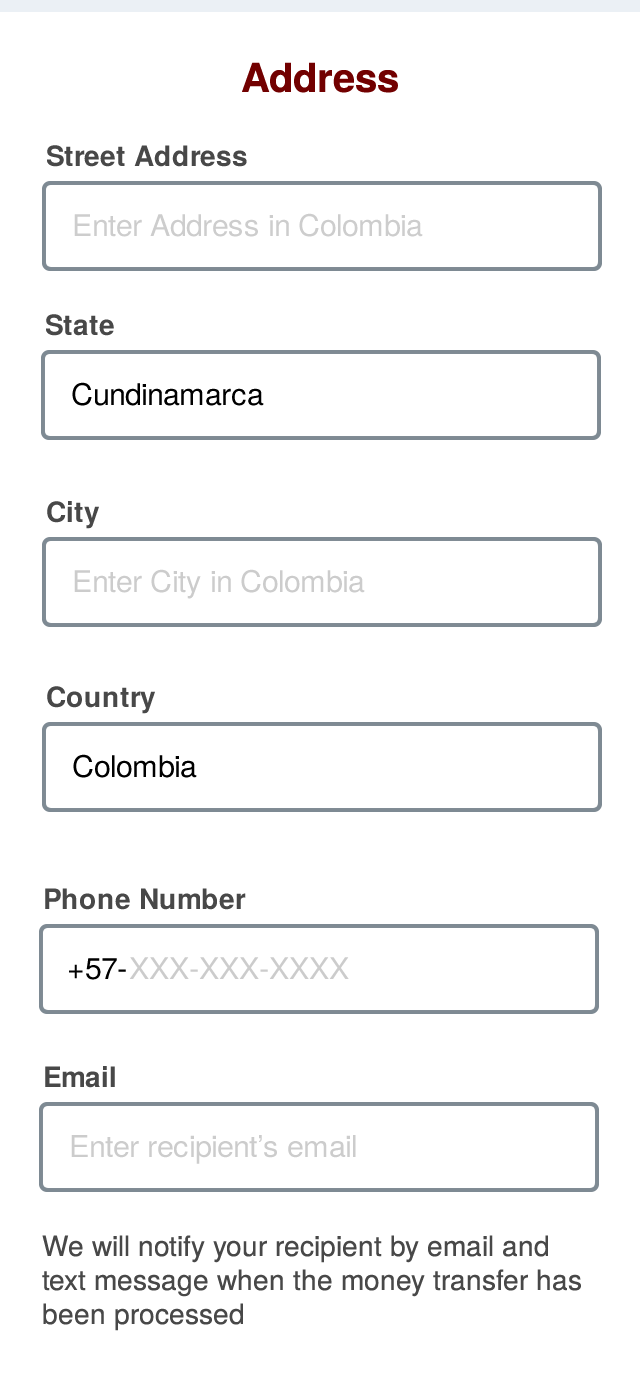 Address
Street Address
Enter Address in Colombia
State
Cundinamarca
City
Enter City in Colombia
Country
Colombia
Phone Number
+57-XXX-XXX-XXXX
Email
Enter recipient’s email
We will notify your recipient by email and
text message when the money transfer has
been processed